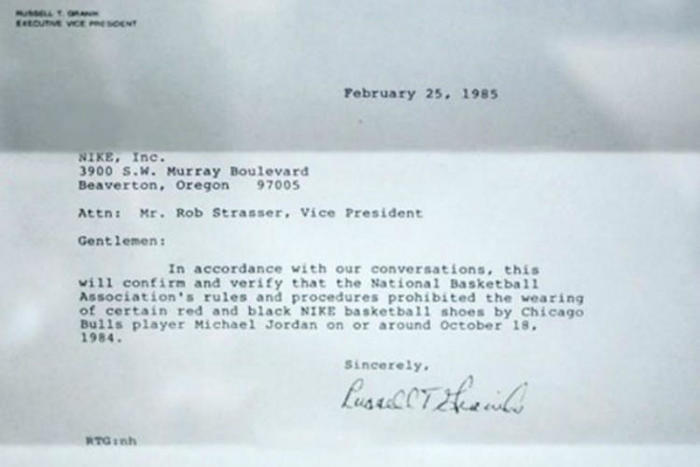 RUSSELL T. GRANIK
EXECUTIVE VICE PRESIDENT
February 25, 1985
NIKE, Inc.
3900 S.W. Murray Boulevard
Beaverton, Oregon 97005
Attn: Mr. Rob Strasser, Vice President
Gentlemen:
In accordance with our conversations, this
will confirm and verify that the National Basketball
Association's rules and procedures prohibited the wearing
of certain red and black NIKE basketball shoes by Chicago
Bulls player Michael Jordan on or around October 18,
1984.
Sincerely,
Russell T Granik
RTG:nh